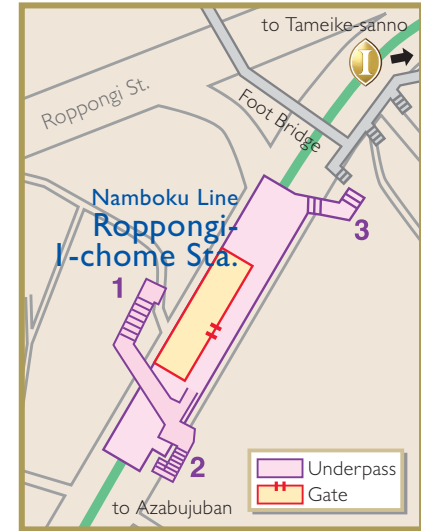 to Tameike-sanno
I
Roppongi St.
Foot Bridge
Namboku Line
Roppongi-
I-chome Sta.
1
3
2
to Azabujuban
Underpass
Gate